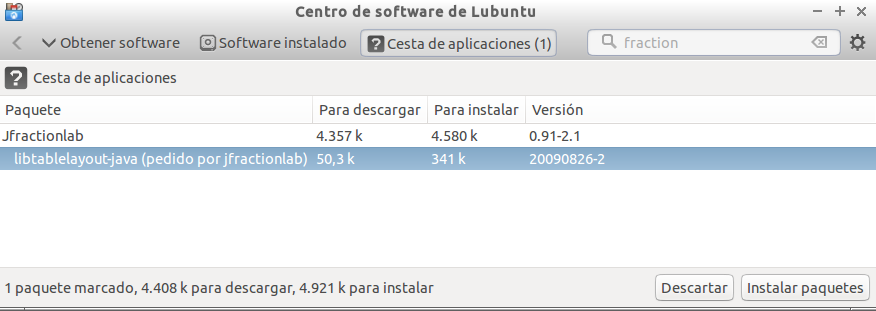 Centro de software de Lubuntu
Obtener software Software instalado Cesta de aplicaciones (1) fraction
Cesta de aplicaciones
Paquete Para descargar Para instalar Versión
Jfractionlab 4.357 k 4.580 k 0.91-2.1
libtablelayout-java (pedido por jfractionlab) 50,3 k 341 k 20090826-2
1 paquete marcado, 4.408 k para descargar, 4.921 k para instalar Descartar Instalar paquetes